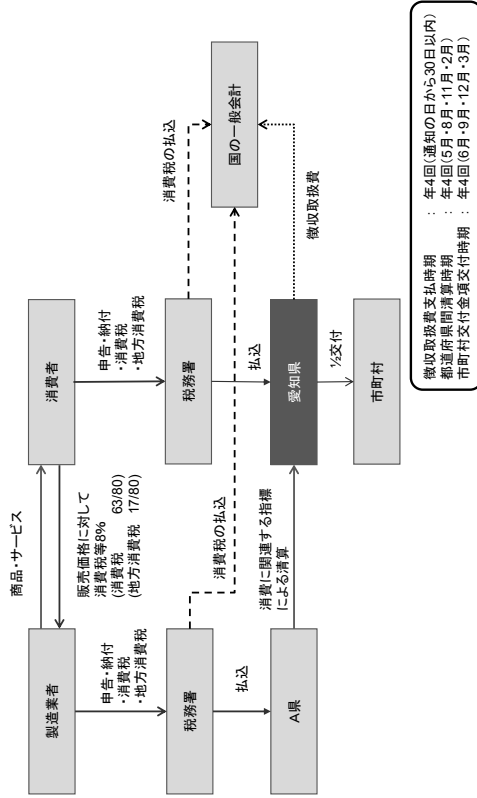 商品・サービス
製造業者
消費者
販売価格に対して
消費税等8%
(消費税 63/80)
(地方消費税 17/80)
申告・納付
・消費税
・地方消費税
申告・納付
・消費税
・地方消費税
税務署
税務署
消費税の払込
消費税の払込
国の一般会計
払込
払込
A県
消費に関連する指標
による清算
愛知県
徴収取扱費
½交付
市町村
徴収取扱費支払時期 : 年4回(通知の日から30日以内)
都道府県間清算時期 : 年4回(5月・8月・11月・2月)
市町村交付金項交付時期 : 年4回(6月・9月・12月・3月)